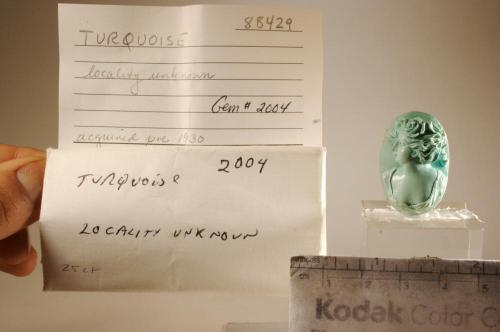 88429
TURQUOISE
locality unknown
Gem # 2004
acquired pre 1930
2004
TURQUOISE
LOCALITY UNKNOWN
25 ct
Kodak Color